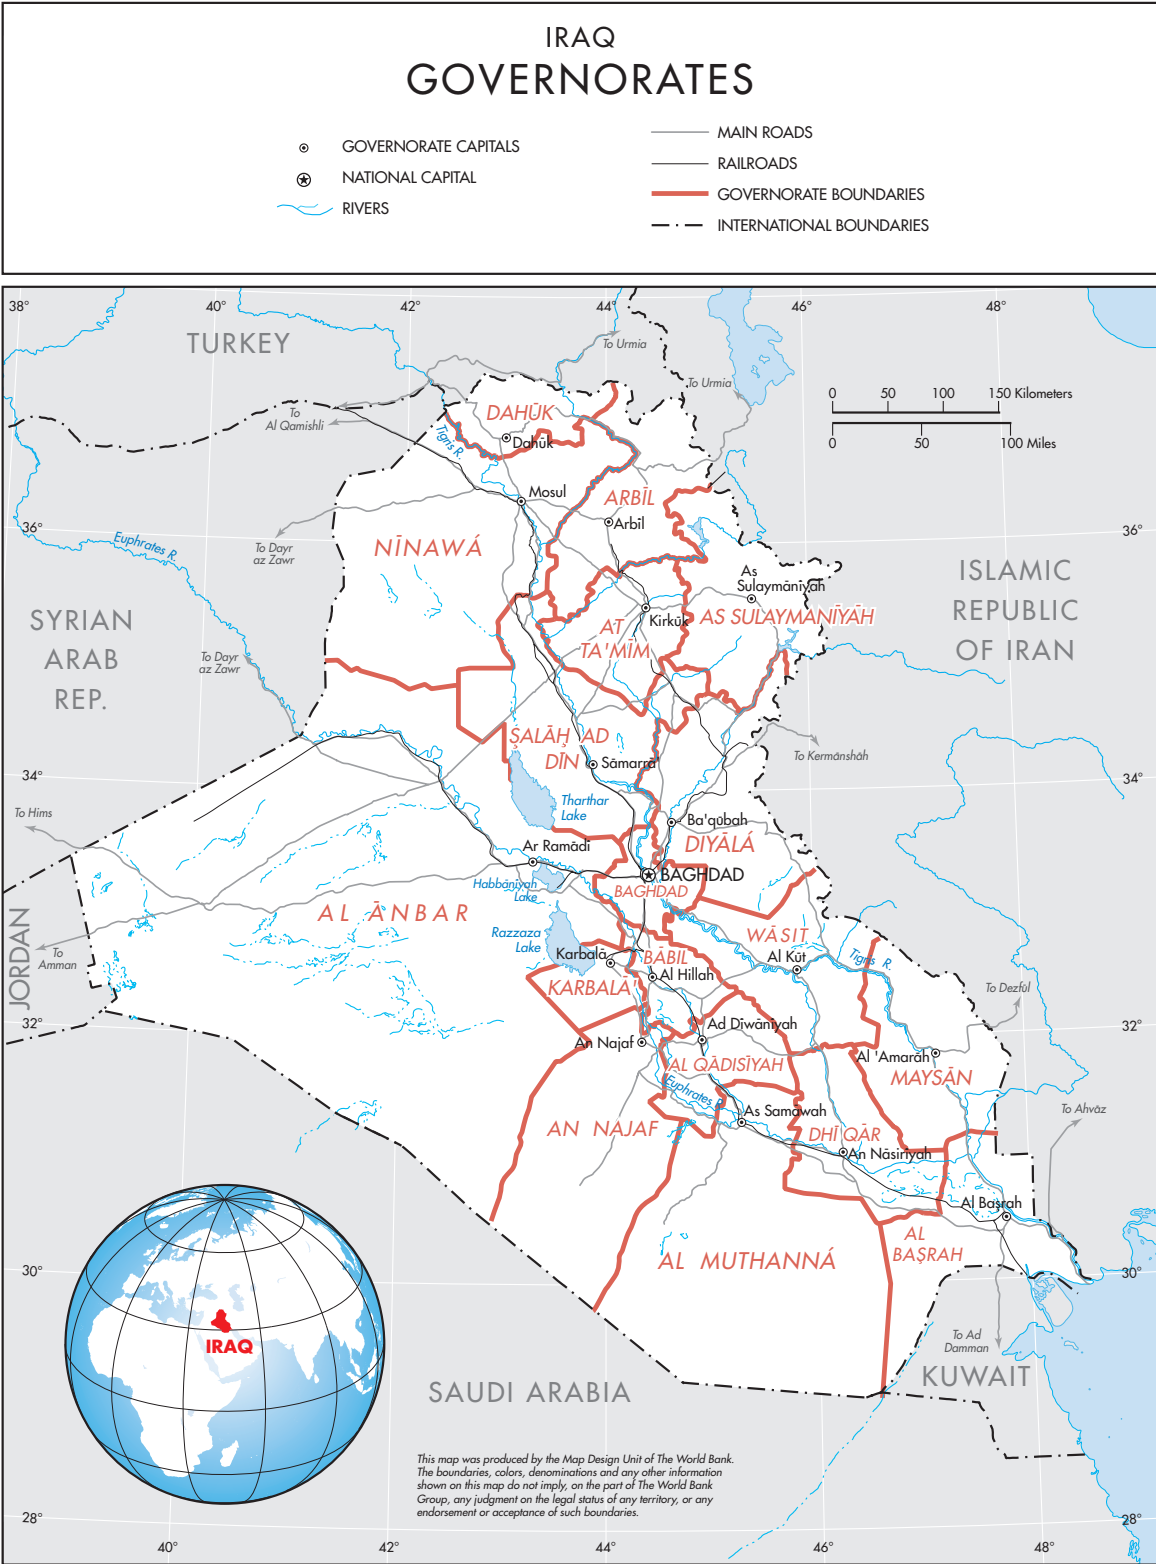 IRAQ
GOVERNORATES
GOVERNORATE CAPITALS
NATIONAL CAPITAL
RIVERS
MAIN ROADS
RAILROADS
GOVERNORATE BOUNDARIES
INTERNATIONAL BOUNDARIES
38°
40°
42°
44°
46°
48°
TURKEY
To Urmia
To Urmia
0 50 100 150 Kilometers
0 50 100 Miles
To
Al Qamishli
DAHŪK
Dahūk
Tigris R.
Mosul
ARBĪL
Arbīl
36°
36°
Euphrates R.
To Dayr
az Zawr
NĪNAWÁ
As
Sulaymānīyah
ISLAMIC
REPUBLIC
OF IRAN
SYRIAN
ARAB
REP.
Kirkūk
AS SULAYMANĪYĀH
AT
TA'MĪM
To Dayr
az Zawr
ŞALĀḨ AD
DĪN
Sāmarrā'
To Kermānshāh
34°
34°
To Hims
Tharthar
Lake
Ba'qūbah
DIYĀLÁ
Ar Ramādī
BAGHDAD
BAGHDAD
Habbānīyah
Lake
AL ĀNBAR
Razzaza
Lake
WĀSIT
JORDAN
To
Amman
Karbalā
BĀBIL
Al Kūt
Tigris R.
Al Hillah
KARBALĀ'
To Dezfūl
32°
32°
Ad Dīwānīyah
An Najaf
AL QĀDISĪYAH
Al 'Amarāh
MAYSĀN
Euphrates R.
As Samāwah
To Ahvāz
AN NAJAF
DHĪ QĀR
An Nāsirīyah
Al Başrah
AL
BAŞRAH
AL MUTHANNÁ
30°
30°
IRAQ
To Ad
Damman
KUWAIT
SAUDI ARABIA
This map was produced by the Map Design Unit of The World Bank.
The boundaries, colors, denominations and any other information
shown on this map do not imply, on the part of The World Bank
Group, any judgment on the legal status of any territory, or any
endorsement or acceptance of such boundaries.
28°
28°
40°
42°
44°
46°
48°